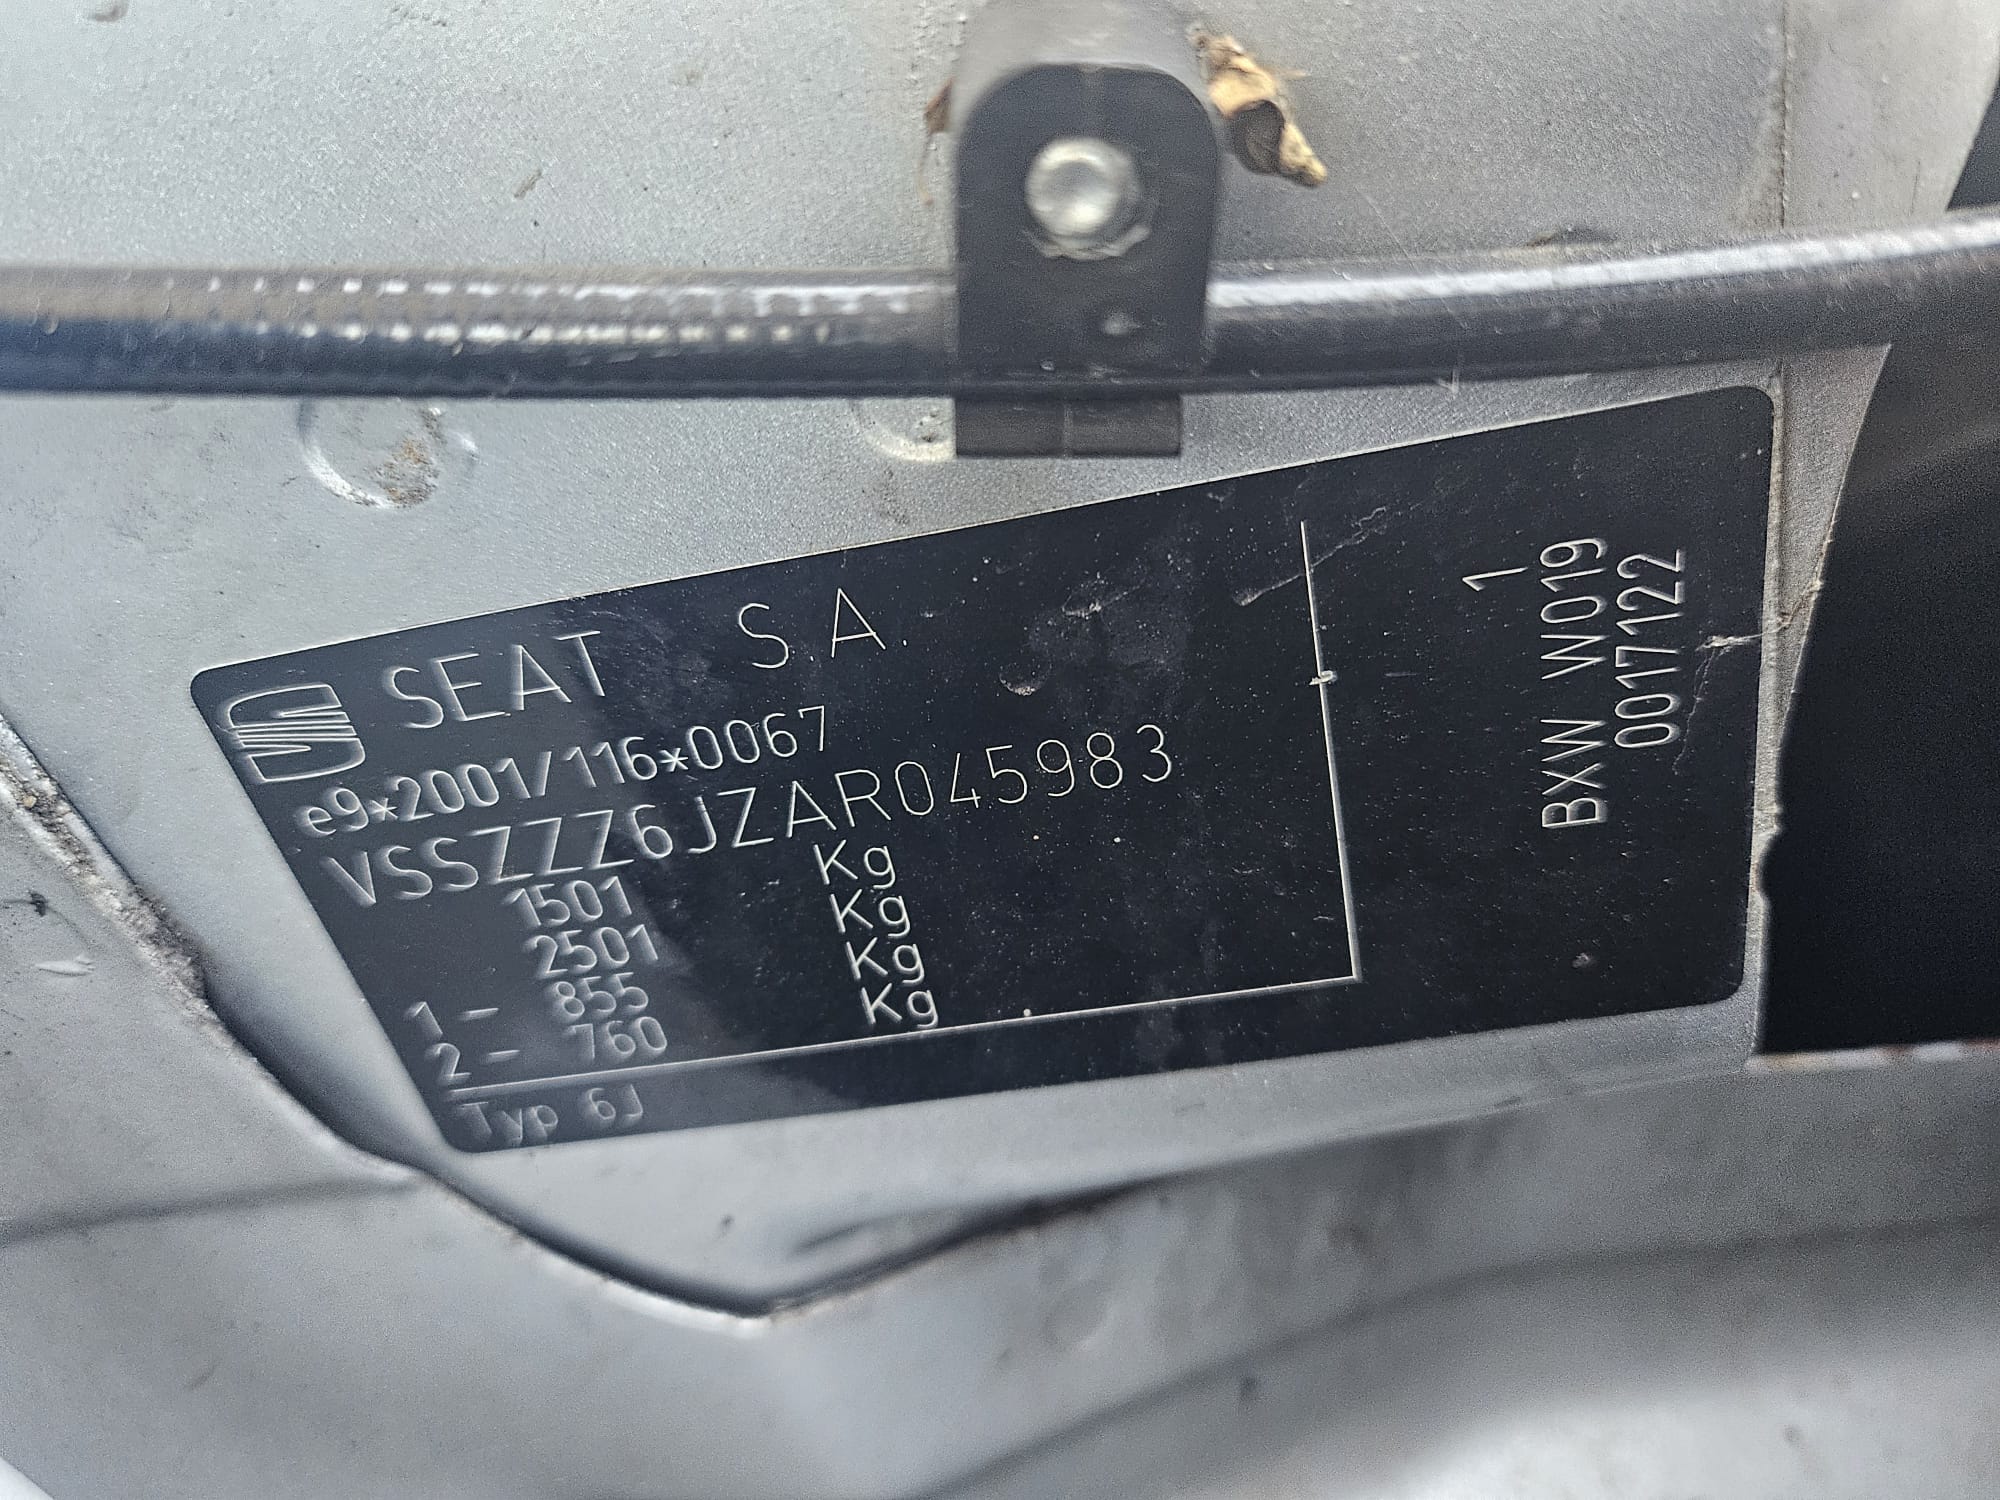 SEAT S.A.
e9*2001/116*0067
VSSZZZ6JZAR045983
1501 Kg
2501 Kg
1 - 855 Kg
2 - 760 Kg
Typ 6J
1
BXW W019
0017122